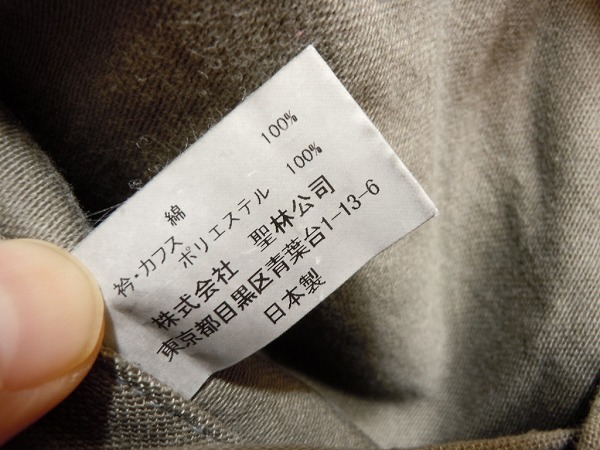 綿 100%
衿・カフス ポリエステル 100%
株式会社 聖林公司
東京都目黒区青葉台1-13-6
日本製